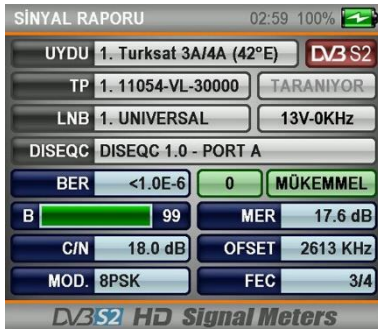 SİNYAL RAPORU 02:59 100%
UYDU 1. Turksat 3A/4A (42ºE) DVB S2
TP 1. 11054-VL-30000 TARANIYOR
LNB 1. UNIVERSAL 13V-0KHz
DISEQC DISEQC 1.0 - PORT A
BER <1.0E-6 0 MÜKEMMEL
B 99 MER 17.6 dB
C/N 18.0 dB OFSET 2613 KHz
MOD. 8PSK FEC 3/4
DVB S2 HD Signal Meters